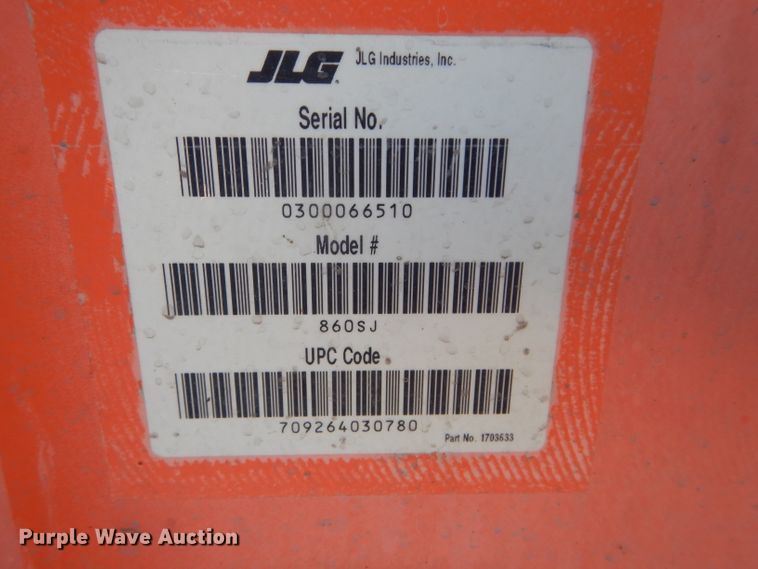 JLG JLG Industries, Inc.
Serial No.
0300066510
Model #
860SJ
UPC Code
709264030780
Part No. 1703633
Purple Wave Auction